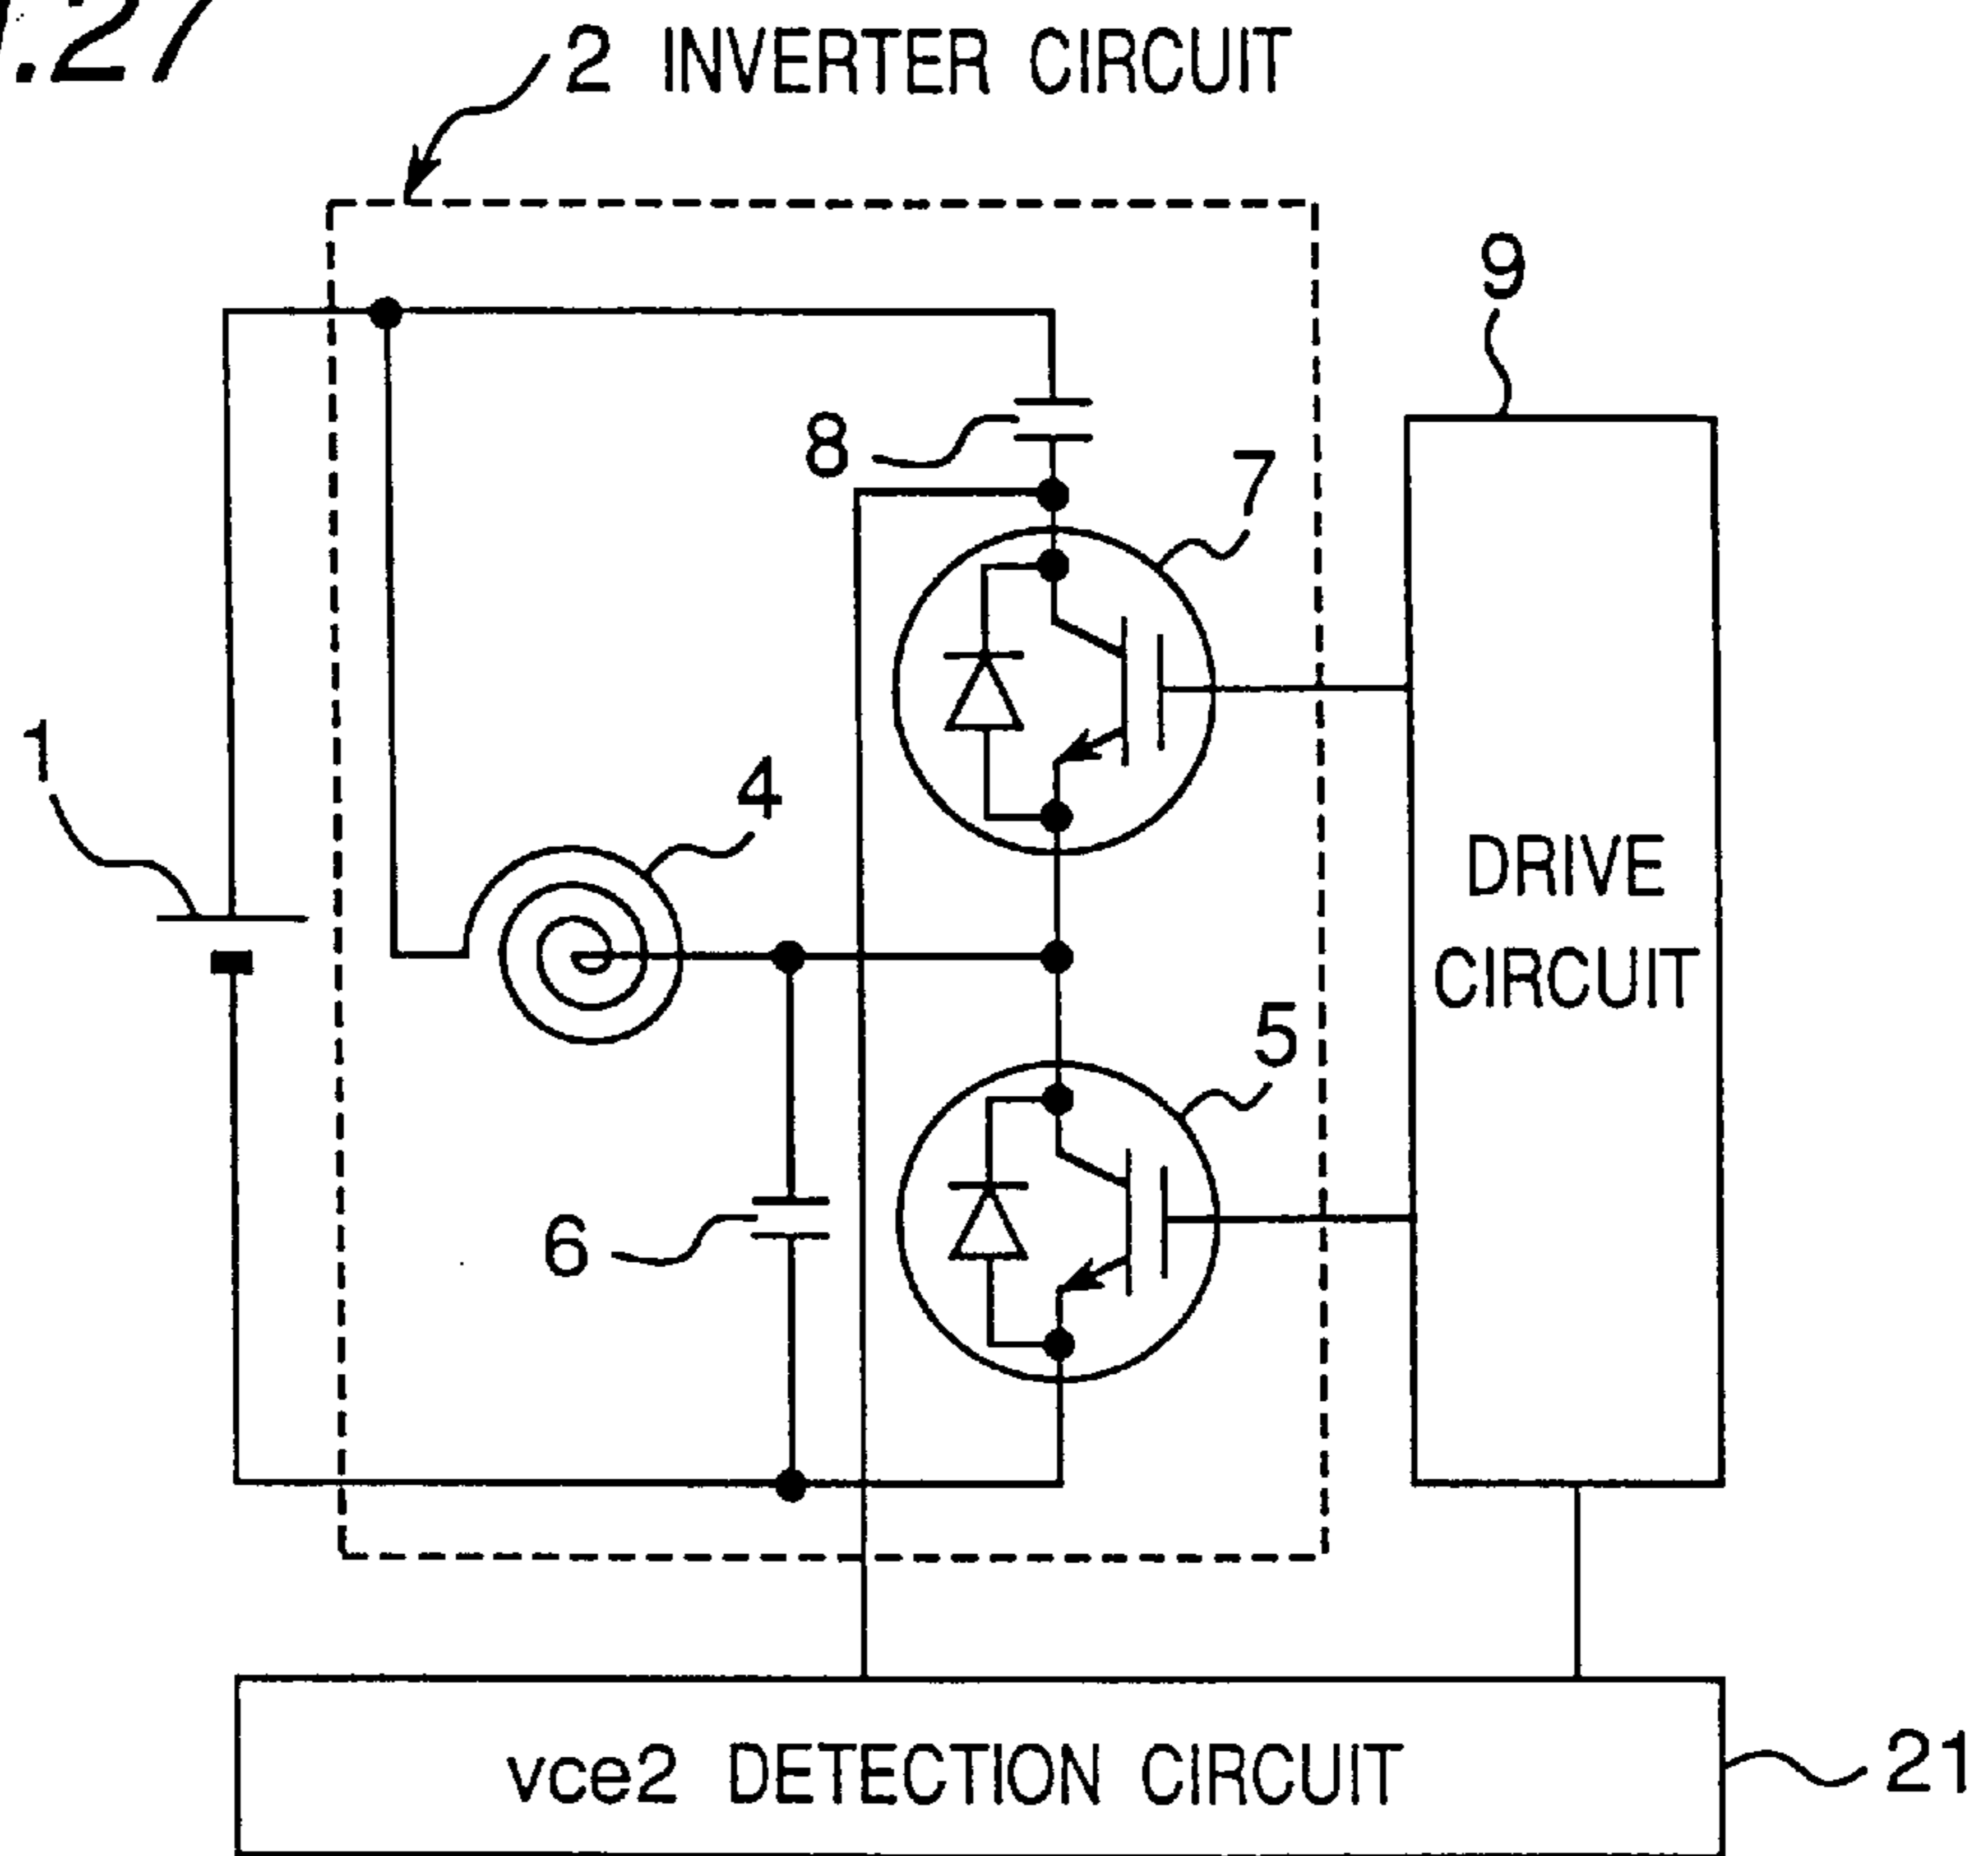 .27
2 INVERTER CIRCUIT
9
8
7
1
4
DRIVE
CIRCUIT
5
6
vce2 DETECTION CIRCUIT
21